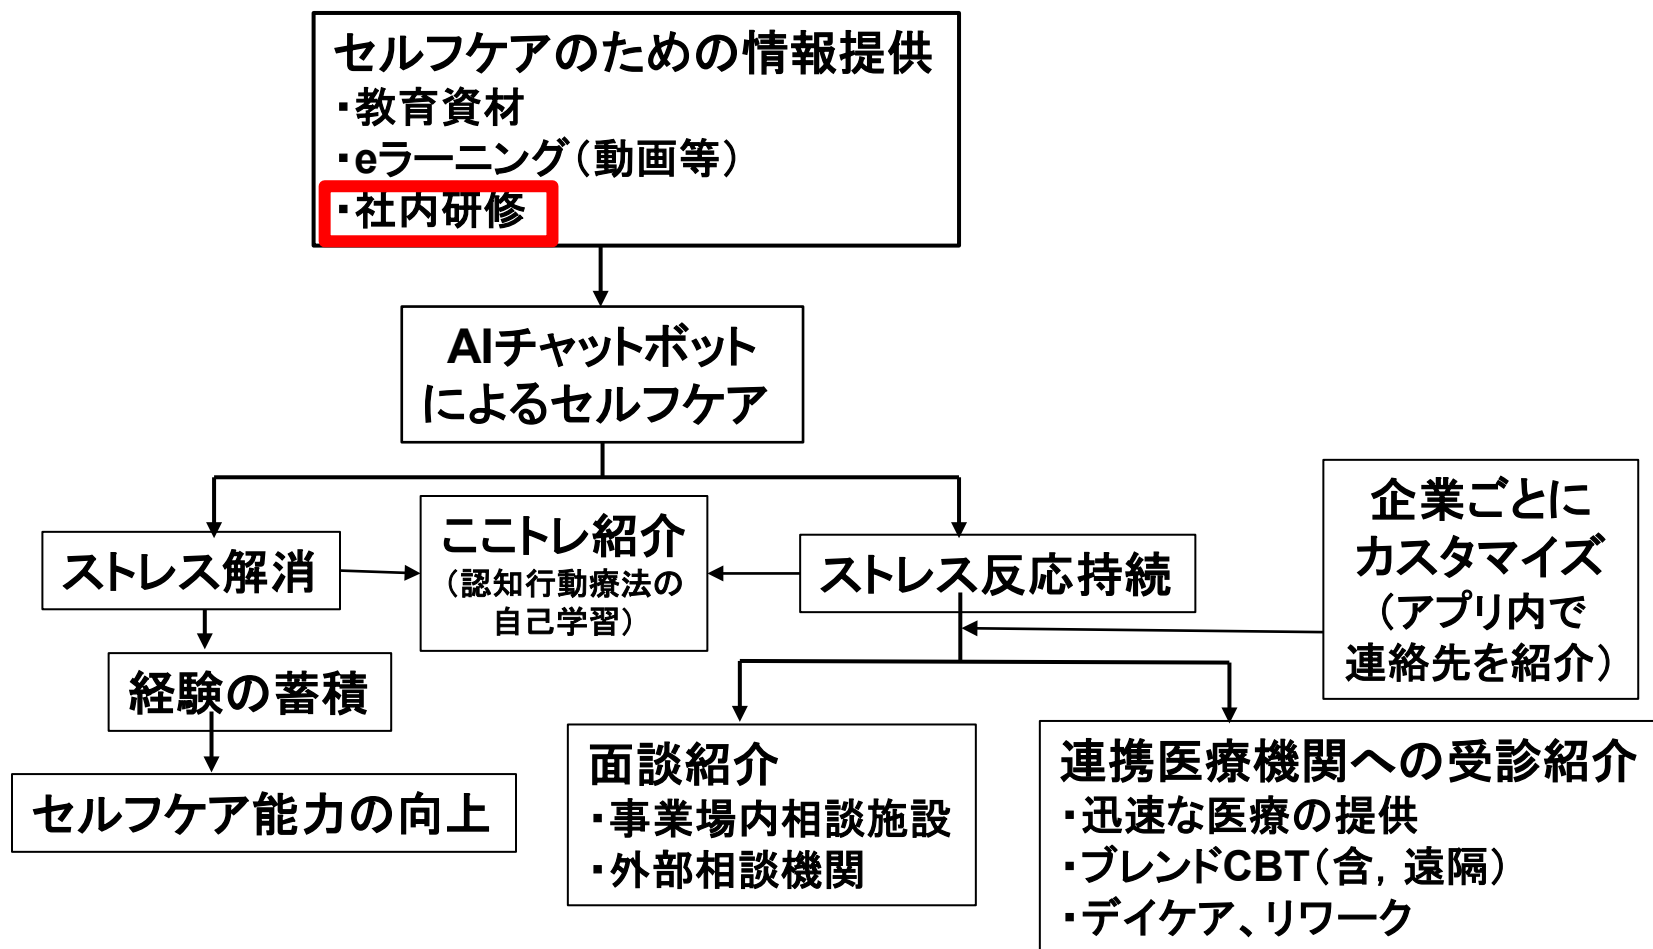 セルフケアのための情報提供
・教育資材
・eラーニング（動画等）
・社内研修
AIチャットボット
によるセルフケア
ストレス解消
ここトレ紹介
（認知行動療法の
自己学習）
ストレス反応持続
企業ごとに
カスタマイズ
（アプリ内で
連絡先を紹介）
経験の蓄積
セルフケア能力の向上
面談紹介
・事業場内相談施設
・外部相談機関
連携医療機関への受診紹介
・迅速な医療の提供
・ブレンドCBT（含，遠隔）
・デイケア、リワーク